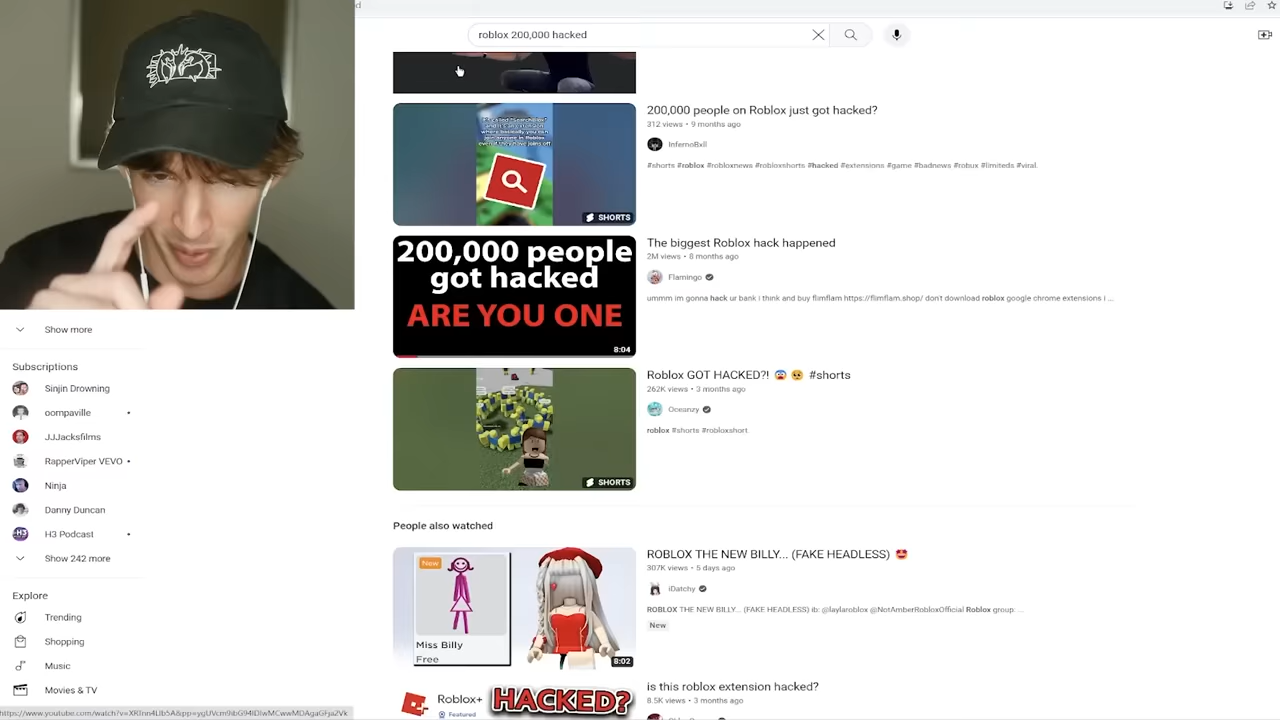 roblox 200,000 hacked
200,000 people on Roblox just got hacked?
312 views • 9 months ago
InfernoBxll
#shorts #roblox #robloxnews #robloxshorts #hacked #extensions #game #badnews #robux #limiteds #viral.
SHORTS
200,000 people
got hacked
ARE YOU ONE
8:04
The biggest Roblox hack happened
2M views • 8 months ago
Flamingo
ummm im gonna hack ur bank i think and buy flimflam https://flimflam.shop/ don't download roblox google chrome extensions i ...
Roblox GOT HACKED?! 😨 🥺 #shorts
262K views • 3 months ago
Oceanzy
roblox #shorts #robloxshort
SHORTS
Show more
Subscriptions
Sinjin Drowning
oompaville
JJJacksfilms
RapperViper VEVO
Ninja
Danny Duncan
H3 Podcast
Show 242 more
Explore
Trending
Shopping
Music
Movies & TV
People also watched
New
Miss Billy
Free
8:02
ROBLOX THE NEW BILLY... (FAKE HEADLESS) 🤩
307K views • 5 days ago
iDatchy
ROBLOX THE NEW BILLY... (FAKE HEADLESS) ib: @laylaroblox @NotAmberRobloxOfficial Roblox group: ...
New
Roblox+
Featured
HACKED?
is this roblox extension hacked?
8.5K views • 3 months ago